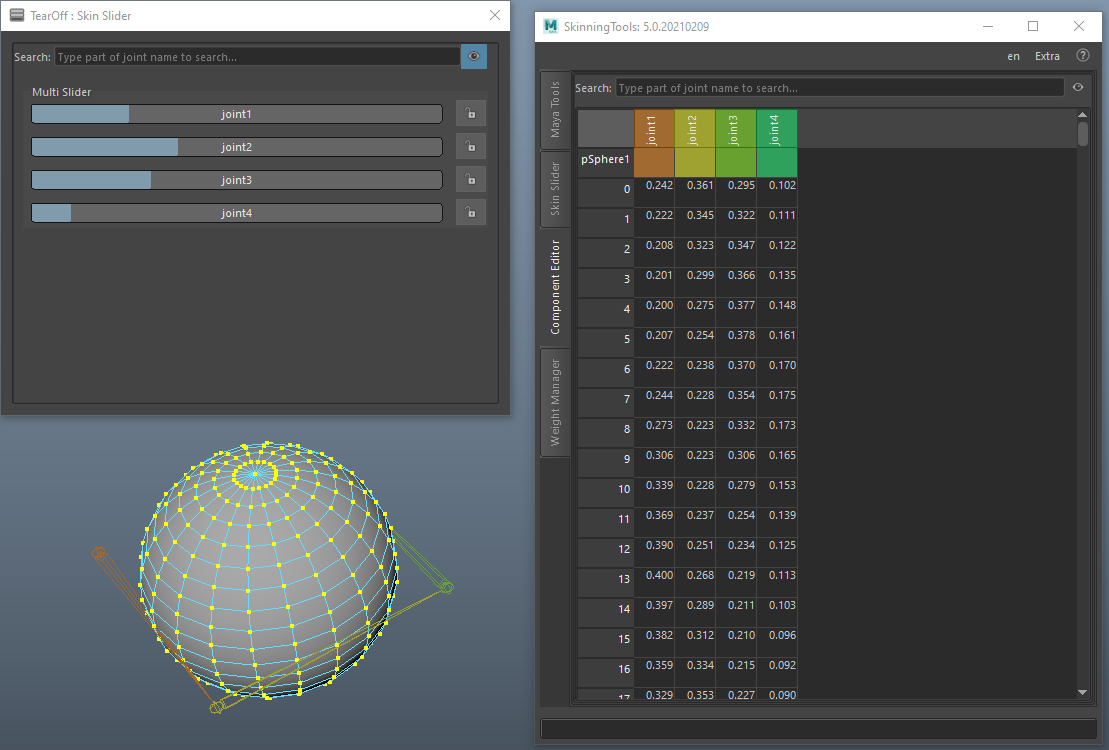 TearOff : Skin Slider
Search: Type part of joint name to search...
Multi Slider
joint1
joint2
joint3
joint4
M
SkinningTools: 5.0.20210209
en Extra ?
Maya Tools
Skin Slider
Component Editor
Weight Manager
Search: Type part of joint name to search...
joint1 joint2 joint3 joint4
pSphere1
0 0.242 0.361 0.295 0.102
1 0.222 0.345 0.322 0.111
2 0.208 0.323 0.347 0.122
3 0.201 0.299 0.366 0.135
4 0.200 0.275 0.377 0.148
5 0.207 0.254 0.378 0.161
6 0.222 0.238 0.370 0.170
7 0.244 0.228 0.354 0.175
8 0.273 0.223 0.332 0.173
9 0.306 0.223 0.306 0.165
10 0.339 0.228 0.279 0.153
11 0.369 0.237 0.254 0.139
12 0.390 0.251 0.234 0.125
13 0.400 0.268 0.219 0.113
14 0.397 0.289 0.211 0.103
15 0.382 0.312 0.210 0.096
16 0.359 0.334 0.215 0.092
17 0.329 0.353 0.227 0.090